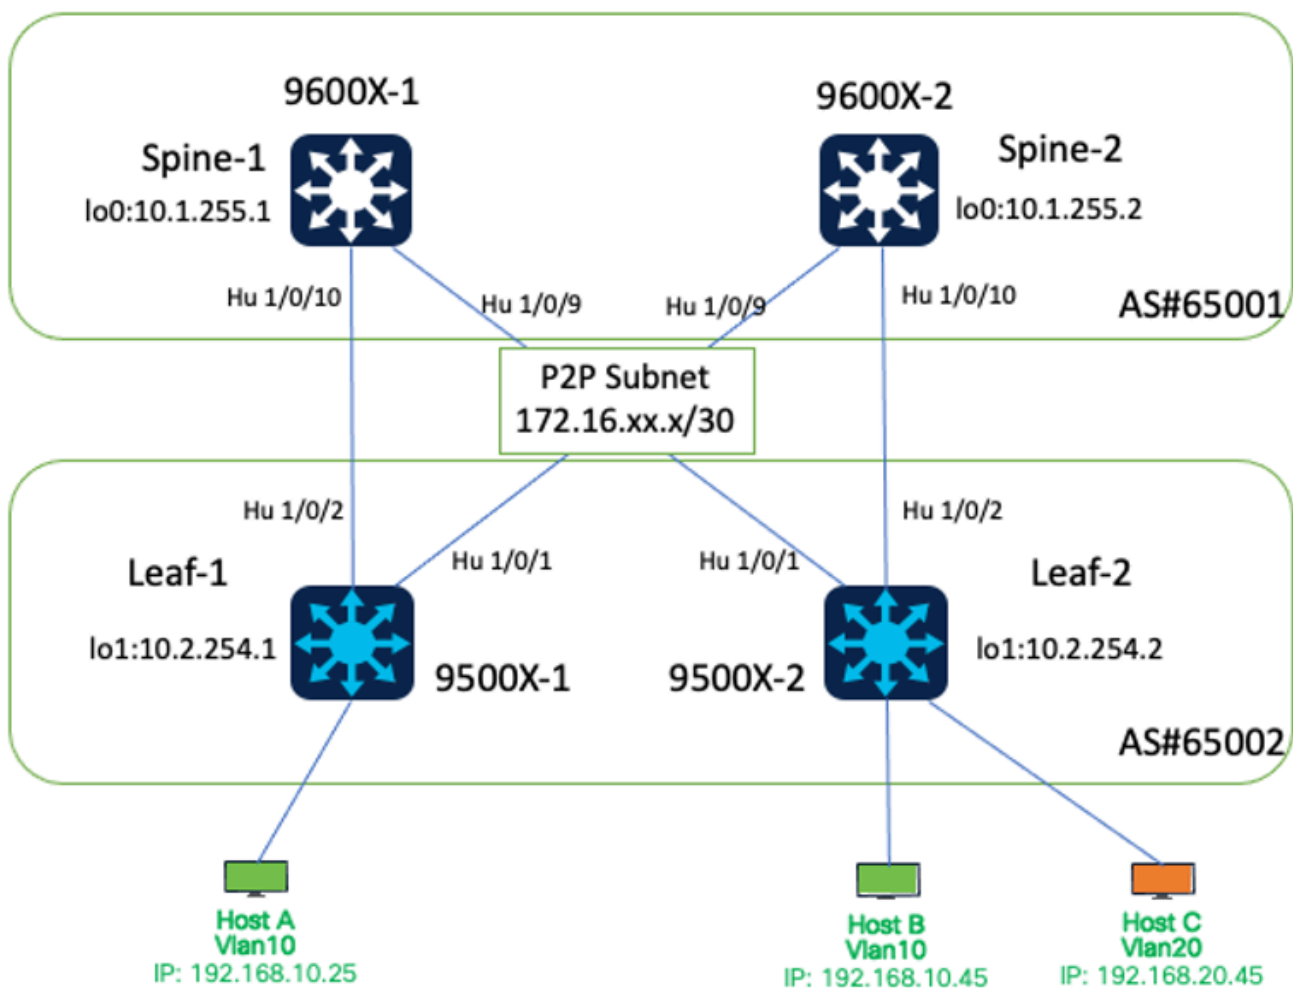 9600X-1
9600X-2
Spine-1
Spine-2
lo0:10.1.255.1
lo0:10.1.255.2
Hu 1/0/10
Hu 1/0/9
Hu 1/0/9
Hu 1/0/10
AS#65001
P2P Subnet
172.16.xx.x/30
Hu 1/0/2
Hu 1/0/2
Hu 1/0/1
Hu 1/0/1
Leaf-1
Leaf-2
lo1:10.2.254.1
lo1:10.2.254.2
9500X-1
9500X-2
AS#65002
Host A
Vlan10
IP: 192.168.10.25
Host B
Vlan10
IP: 192.168.10.45
Host C
Vlan20
IP: 192.168.20.45